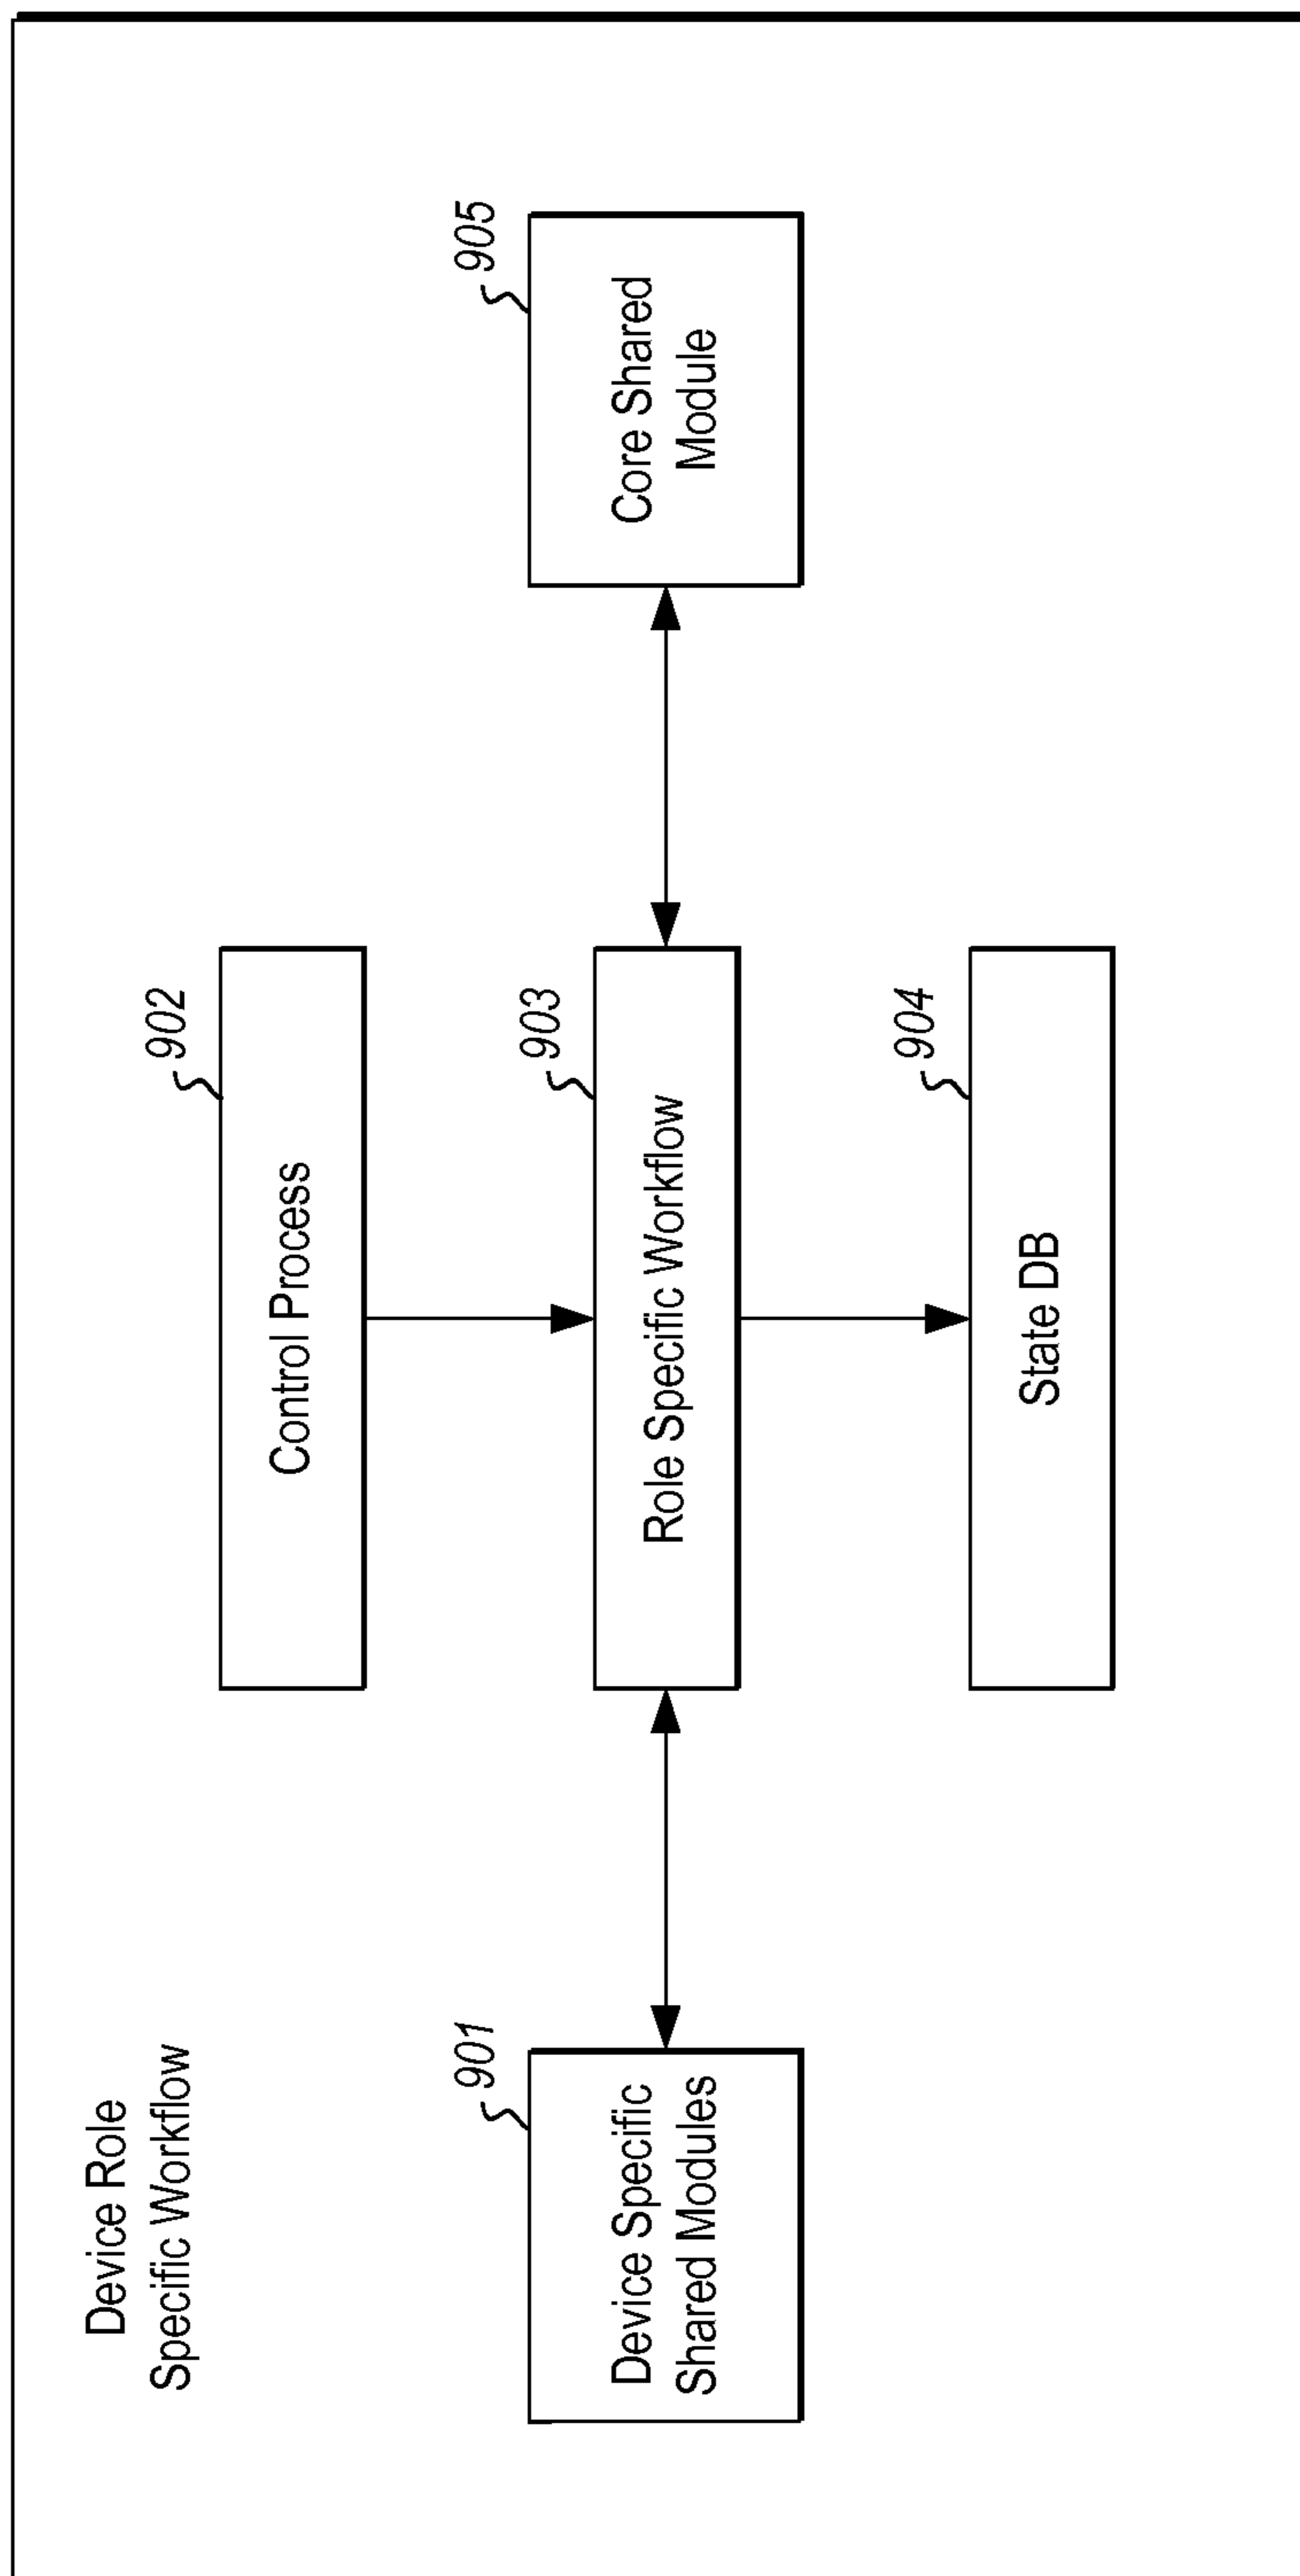 Device Role
Specific Workflow
902
Control Process
901
Device Specific
Shared Modules
903
Role Specific Workflow
905
Core Shared
Module
904
State DB